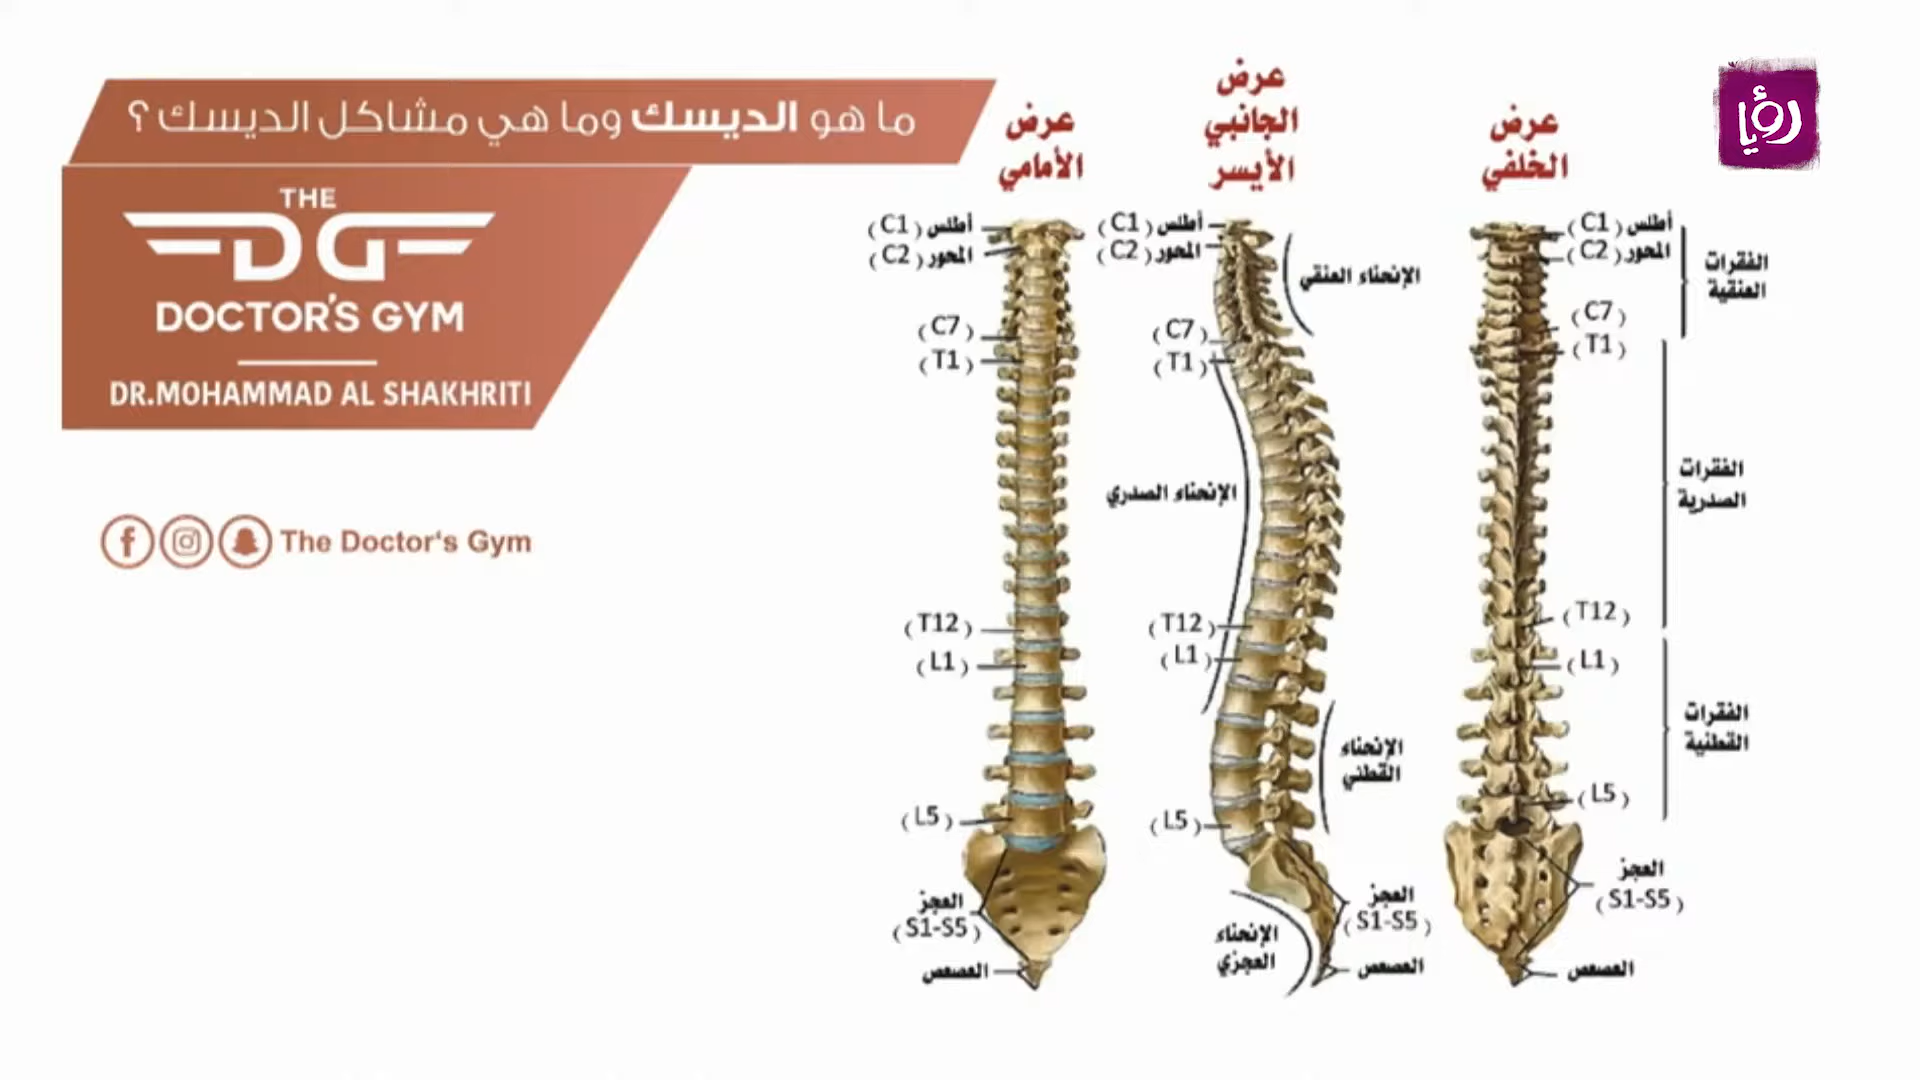 ما هو الديسك وما هي مشاكل الديسك ؟
THE
DG
DOCTOR'S GYM
DR.MOHAMMAD AL SHAKHRITI
The Doctor's Gym
رؤيا
عرض
الأمامي
أطلس (C1)
المحور (C2)
(C7)
(T1)
(T12)
(L1)
(L5)
العجز
(S1-S5)
العصعص
عرض
الجانبي
الأيسر
أطلس (C1)
المحور (C2)
الإنحناء العنقي
(C7)
(T1)
الإنحناء الصدري
(T12)
(L1)
الإنحناء
القطني
(L5)
العجز
(S1-S5)
الإنحناء
العجزي
العصعص
عرض
الخلفي
أطلس (C1)
المحور (C2)
الفقرات
العنقية
(C7)
(T1)
الفقرات
الصدرية
(T12)
(L1)
الفقرات
القطنية
(L5)
العجز
(S1-S5)
العصعص